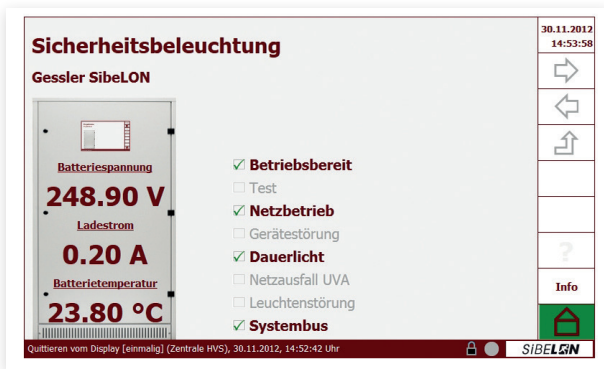 Sicherheitsbeleuchtung
Gessler SibeLON
Batteriespannung
248.90 V
Ladestrom
0.20 A
Batterietemperatur
23.80 °C
Betriebsbereit
Test
Netzbetrieb
Gerätestörung
Dauerlicht
Netzausfall UVA
Leuchtenstörung
Systembus
30.11.2012
14:53:58
?
Info
Quittieren vom Display [einmalig] (Zentrale HVS), 30.11.2012, 14:52:42 Uhr
SIBELON